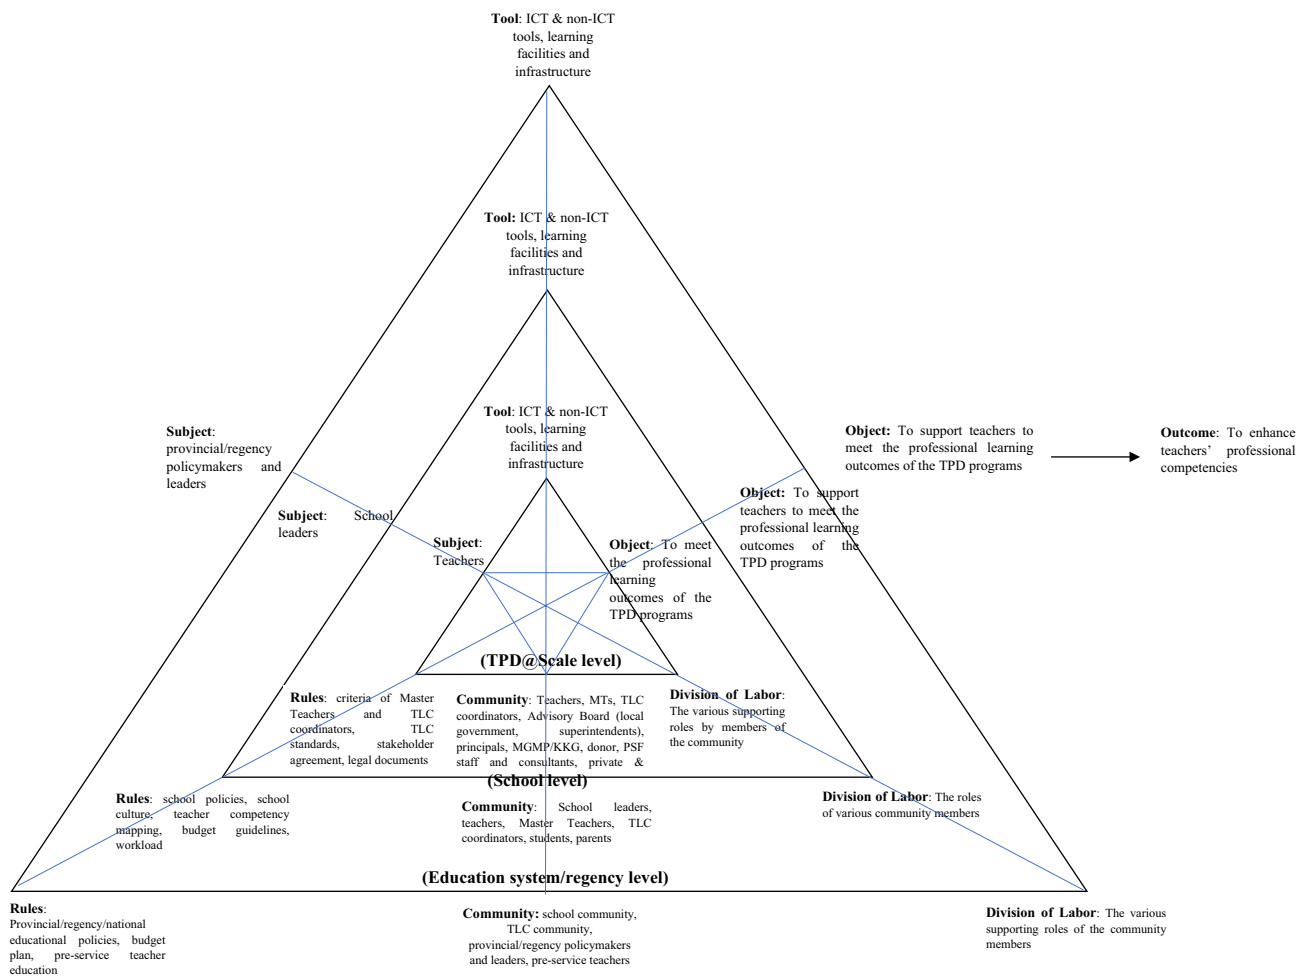 Tool: ICT & non-ICT
tools, learning
facilities and
infrastructure
Tool: ICT & non-ICT
tools, learning
facilities and
infrastructure
Tool: ICT & non-ICT
tools, learning
facilities and
infrastructure
Subject:
provincial/regency
policymakers and
leaders
Object: To support teachers to
meet the professional learning
outcomes of the TPD programs
Outcome: To enhance
teachers' professional
competencies
Subject: School
leaders
Object: To support
teachers to meet the
professional learning
outcomes of the
TPD programs
Subject:
Teachers
Object: To meet
the professional
learning
outcomes of the
TPD programs
(TPD@Scale level)
Rules: criteria of Master
Teachers and TLC
coordinators, TLC
standards, stakeholder
agreement, legal documents
Community: Teachers, MTs, TLC
coordinators, Advisory Board (local
government, superintendents),
principals, MGMP/KKG, donor, PSF
staff and consultants, private &
Division of Labor:
The various supporting
roles by members of
the community
(School level)
Rules: school policies, school
culture, teacher competency
mapping, budget guidelines,
workload
Community: School leaders,
teachers, Master Teachers, TLC
coordinators, students, parents
Division of Labor: The roles
of various community members
(Education system/regency level)
Rules:
Provincial/regency/national
educational policies, budget
plan, pre-service teacher
education
Community: school community,
TLC community,
provincial/regency policymakers
and leaders, pre-service teachers
Division of Labor: The various
supporting roles of the community
members